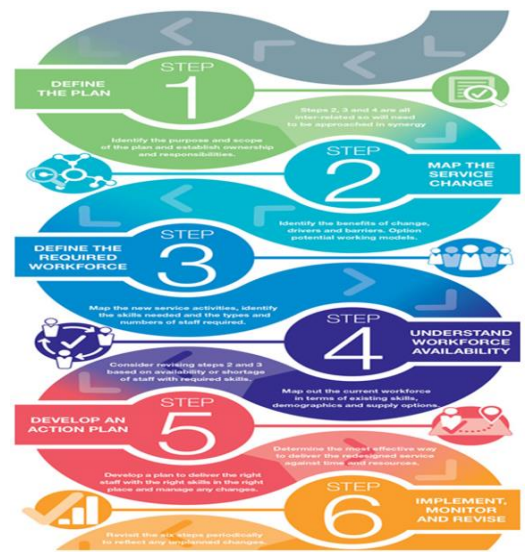 STEP
1
DEFINE
THE PLAN
Steps 2, 3 and 4 are all
inter-related so will need
to be approached in synergy
Identify the purpose and scope
of the plan and establish ownership
and responsibilities.
STEP
2
MAP THE
SERVICE
CHANGE
Identify the benefits of change,
drivers and barriers. Option
potential working models.
STEP
3
DEFINE THE
REQUIRED
WORKFORCE
Map the new service activities, identify
the skills needed and the types and
numbers of staff required.
STEP
4
UNDERSTAND
WORKFORCE
AVAILABILITY
Consider revising steps 2 and 3
based on availability or shortage
of staff with required skills.
Map out the current workforce
in terms of existing skills,
demographics and supply options.
STEP
5
DEVELOP AN
ACTION PLAN
Determine the most effective way
to deliver the redesigned service
against time and resources.
Develop a plan to deliver the right
staff with the right skills in the right
place and manage any changes.
STEP
6
IMPLEMENT,
MONITOR
AND REVISE
Revisit the six steps periodically
to reflect any unplanned changes.